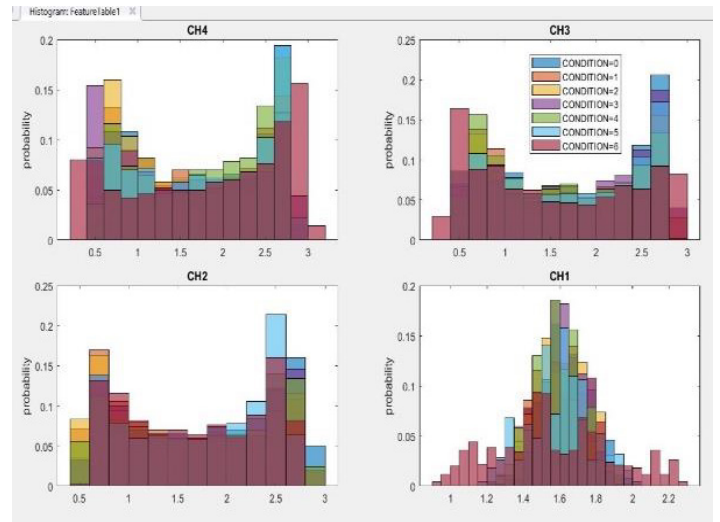 Histogram: FeatureTable1 ×
CH4
0.2
0.15
0.1
0.05
0
probability
0.5 1 1.5 2 2.5 3
CH3
0.25
0.2
0.15
0.1
0.05
0
probability
CONDITION=0
CONDITION=1
CONDITION=2
CONDITION=3
CONDITION=4
CONDITION=5
CONDITION=6
0.5 1 1.5 2 2.5 3
CH2
0.25
0.2
0.15
0.1
0.05
0
probability
0.5 1 1.5 2 2.5 3
CH1
0.25
0.2
0.15
0.1
0.05
0
probability
1 1.2 1.4 1.6 1.8 2 2.2